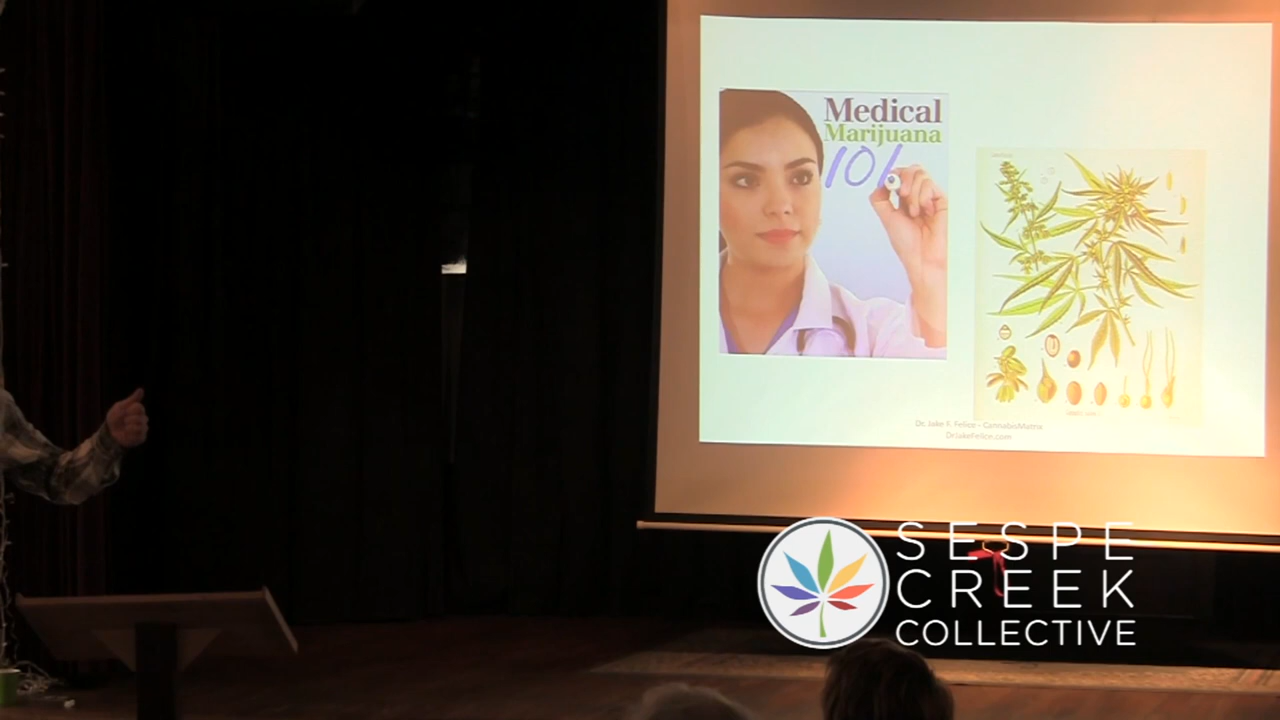 Medical
Marijuana
101
Dr. Jake F. Felice - CannabisMatrix
DrJakeFelice.com
SESPE
CREEK
COLLECTIVE